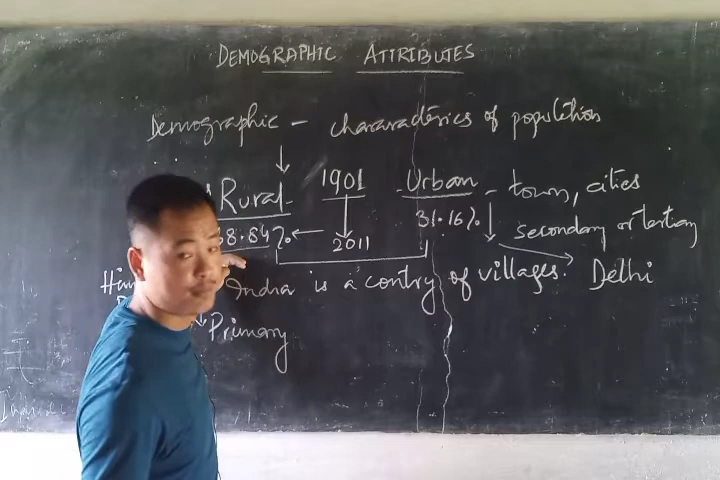 DEMOGRAPHIC ATTRIBUTES
Demographic - chararacterics of population
Rural 1901 Urban - town, cities
8.84% ← 2011 31.16% secondary or tertiary
India is a contry of villages. Delhi
Primary